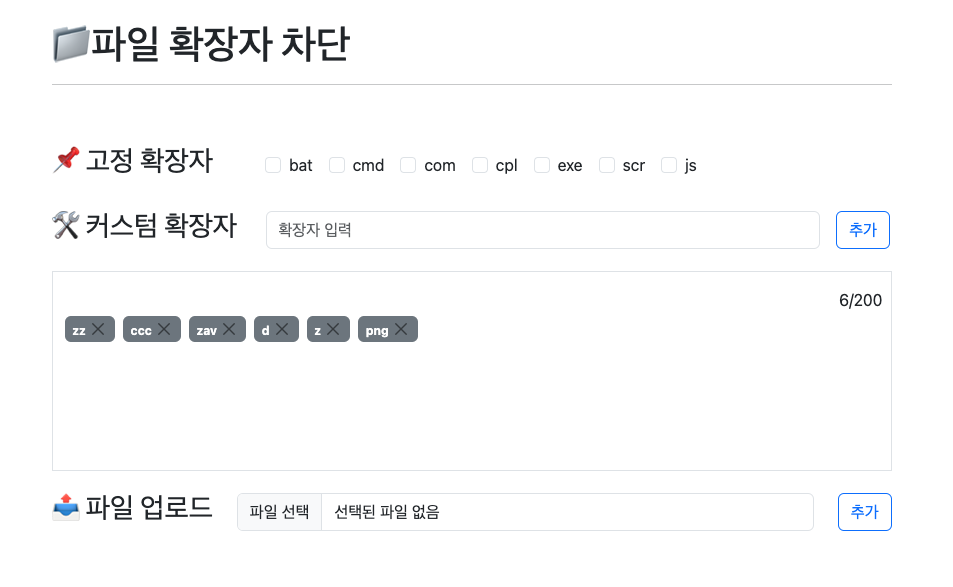 파일 확장자 차단
고정 확장자 bat cmd com cpl exe scr js
커스텀 확장자 확장자 입력 추가
6/200
zz ccc zav d z png
파일 업로드 파일 선택 선택된 파일 없음 추가